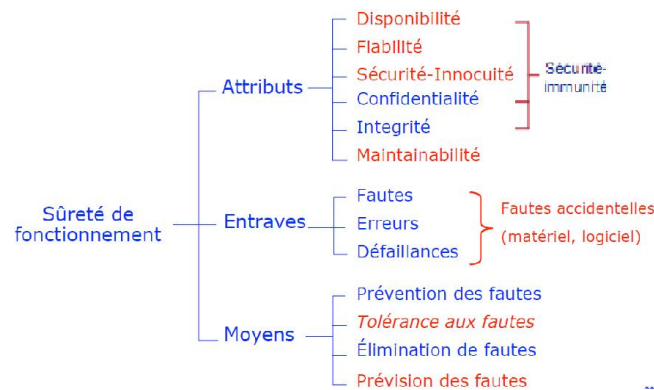 Disponibilité
Fiabilité
Sécurité-Innocuité
Sécurité-
immunité
Attributs
Confidentialité
Integrité
Maintainabilité
Sûreté de
fonctionnement
Entraves
Fautes
Erreurs
Défaillances
Fautes accidentelles
(matériel, logiciel)
Moyens
Prévention des fautes
Tolérance aux fautes
Élimination de fautes
Prévision des fautes